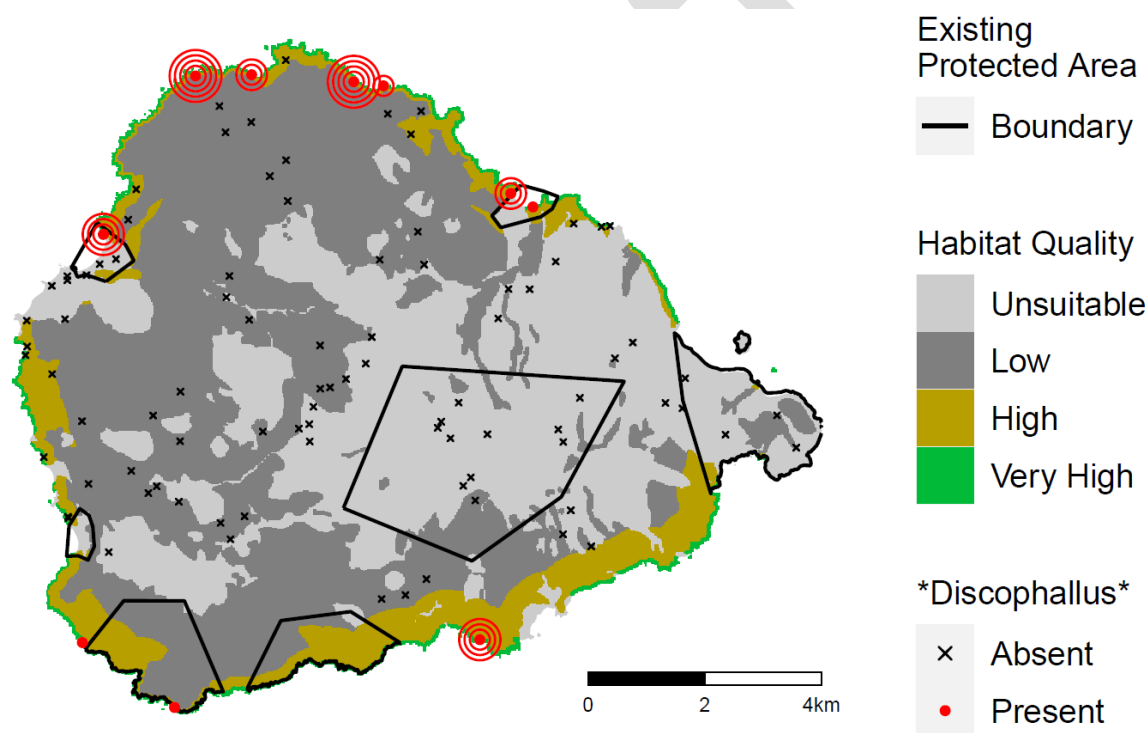 Existing
Protected Area
Boundary
Habitat Quality
Unsuitable
Low
High
Very High
*Discophallus*
Absent
Present
0 2 4km